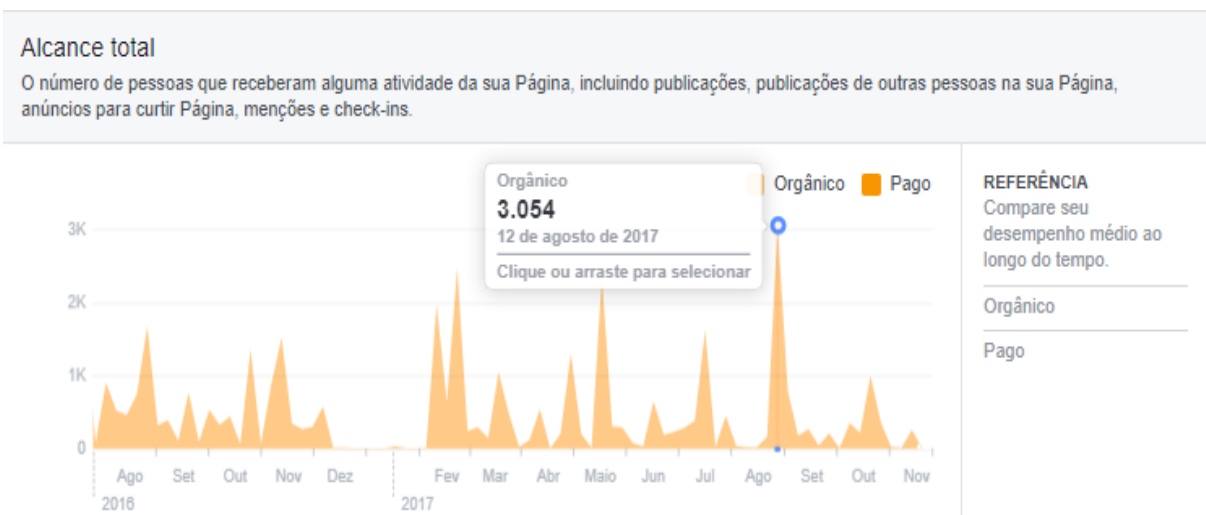 Alcance total
O número de pessoas que receberam alguma atividade da sua Página, incluindo publicações, publicações de outras pessoas na sua Página,
anúncios para curtir Página, menções e check-ins.
Orgânico
3.054
12 de agosto de 2017
Clique ou arraste para selecionar
Orgânico Pago
REFERÊNCIA
Compare seu
desempenho médio ao
longo do tempo.
Orgânico
Pago
3K
2K
1K
0
Ago Set Out Nov Dez Fev Mar Abr Maio Jun Jul Ago Set Out Nov
2016 2017